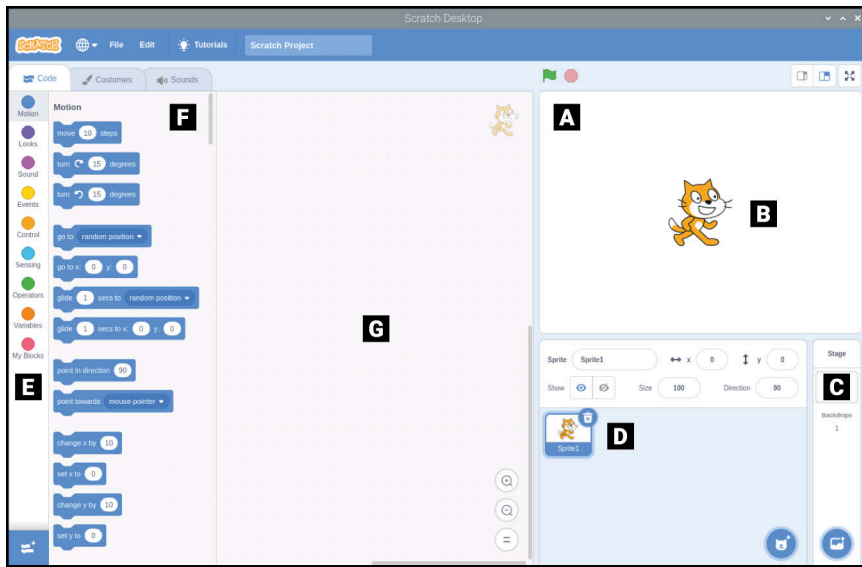 Scratch Desktop
SCRATCH File Edit Tutorials Scratch Project
Code Costumes Sounds
Motion
Looks
Sound
Events
Control
Sensing
Operators
Variables
My Blocks
E
Motion
F
move 10 steps
turn 15 degrees
turn 15 degrees
go to random position
go to x: 0 y: 0
glide 1 secs to random position
glide 1 secs to x: 0 y: 0
point in direction 90
point towards mouse-pointer
change x by 10
set x to 0
change y by 10
set y to 0
G
A
B
Sprite Sprite1 x 0 y 0
Show Size 100 Direction 90
Sprite1
D
Stage
C
Backdrops
1